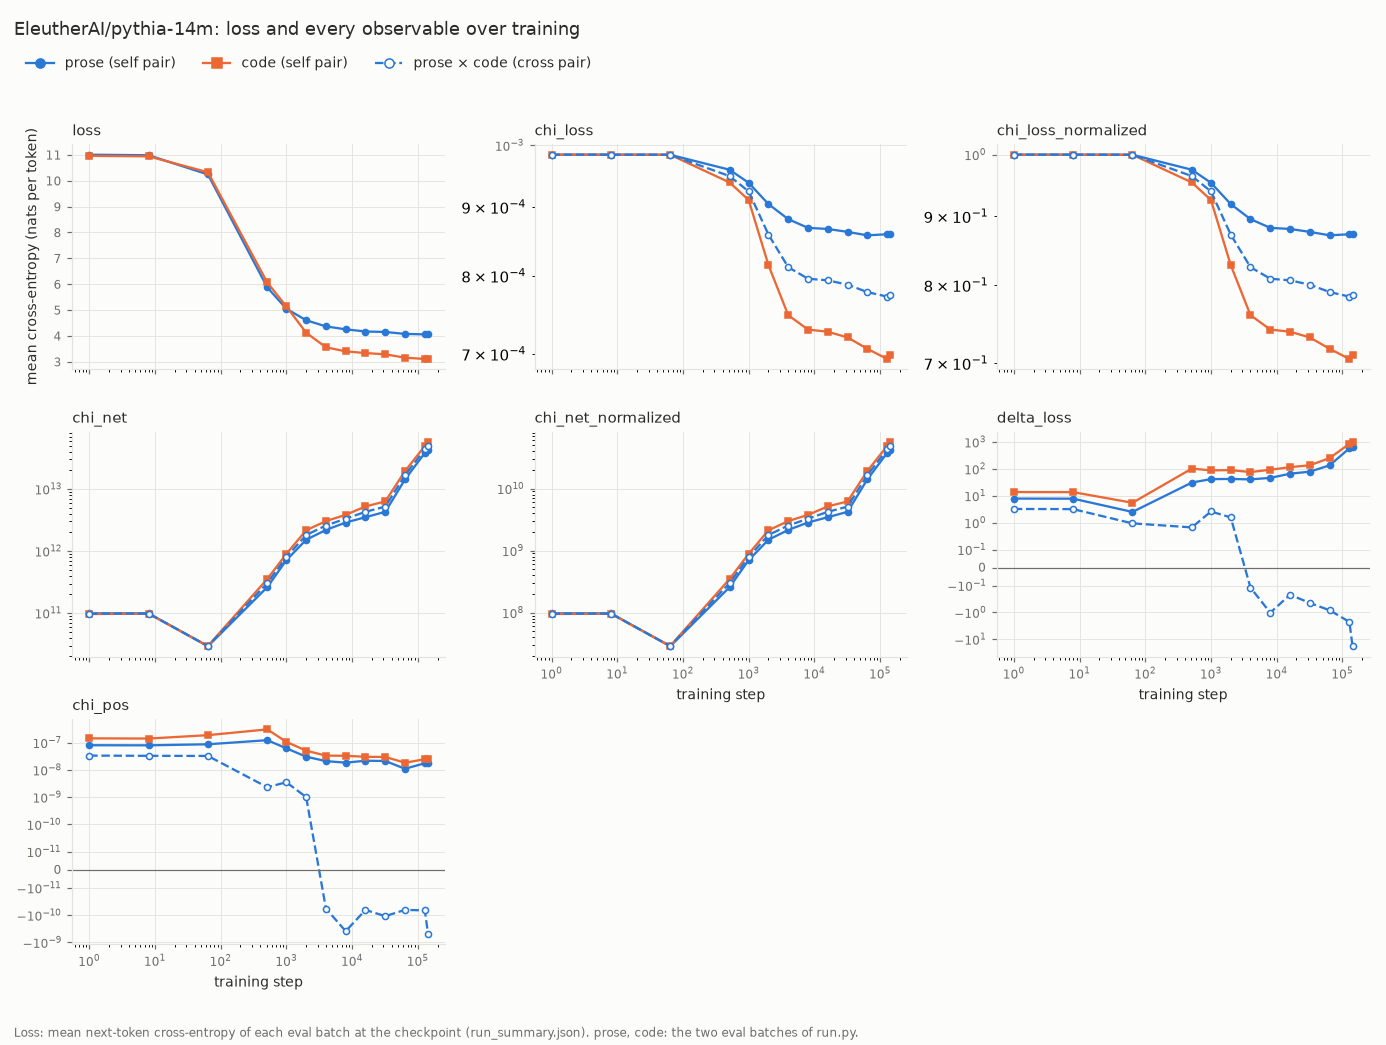 EleutherAI/pythia-14m: loss and every observable over training
prose (self pair)
code (self pair)
prose × code (cross pair)
loss
mean cross-entropy (nats per token)
11
10
9
8
7
6
5
4
3
chi_loss
10⁻³
9 × 10⁻⁴
8 × 10⁻⁴
7 × 10⁻⁴
chi_loss_normalized
10⁰
9 × 10⁻¹
8 × 10⁻¹
7 × 10⁻¹
chi_net
10¹³
10¹²
10¹¹
chi_net_normalized
10¹⁰
10⁹
10⁸
10⁰ 10¹ 10² 10³ 10⁴ 10⁵
training step
delta_loss
10³
10²
10¹
10⁰
10⁻¹
0
−10⁻¹
−10⁰
−10¹
10⁰ 10¹ 10² 10³ 10⁴ 10⁵
training step
chi_pos
10⁻⁷
10⁻⁸
10⁻⁹
10⁻¹⁰
10⁻¹¹
0
−10⁻¹¹
−10⁻¹⁰
−10⁻⁹
10⁰ 10¹ 10² 10³ 10⁴ 10⁵
training step
Loss: mean next-token cross-entropy of each eval batch at the checkpoint (run_summary.json). prose, code: the two eval batches of run.py.